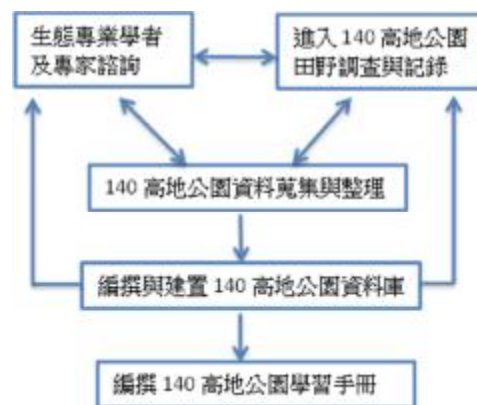 生態專業學者
及專家諮詢
進入 140 高地公園
田野調查與記錄
140 高地公園資料蒐集與整理
編撰與建置 140 高地公園資料庫
編撰 140 高地公園學習手冊